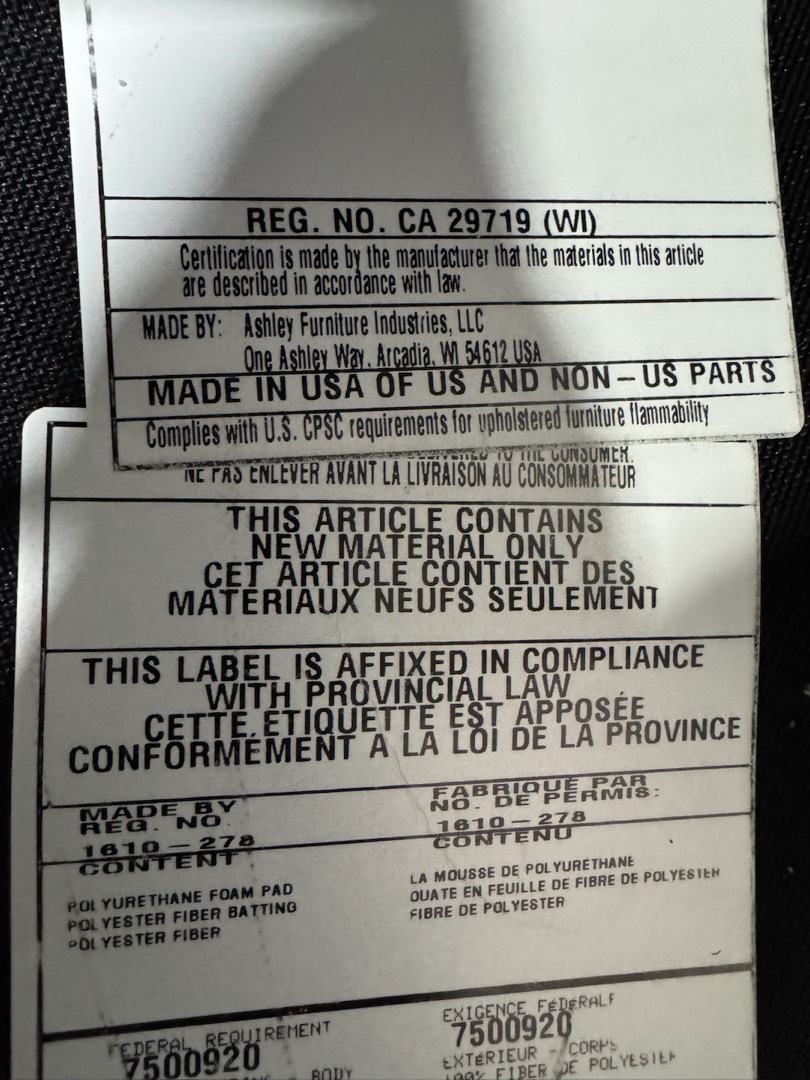 REG. NO. CA 29719 (WI)
Certification is made by the manufacturer that the materials in this article
are described in accordance with law.
MADE BY: Ashley Furniture Industries, LLC
One Ashley Way, Arcadia, WI 54612 USA
MADE IN USA OF US AND NON-US PARTS
Complies with U.S. CPSC requirements for upholstered furniture flammability
TO THE CONSUMER.
NE PAS ENLEVER AVANT LA LIVRAISON AU CONSOMMATEUR
THIS ARTICLE CONTAINS
NEW MATERIAL ONLY
CET ARTICLE CONTIENT DES
MATERIAUX NEUFS SEULEMENT
THIS LABEL IS AFFIXED IN COMPLIANCE
WITH PROVINCIAL LAW
CETTE ETIQUETTE EST APPOSÉE
CONFORMÉMENT A LA LOI DE LA PROVINCE
MADE BY
REG. NO.
1610-278
CONTENT
POLYURETHANE FOAM PAD
POLYESTER FIBER BATTING
POLYESTER FIBER
FABRIQUÉ PAR
NO. DE PERMIS:
1610-278
CONTENU
LA MOUSSE DE POLYURETHANE
OUATE EN FEUILLE DE FIBRE DE POLYESTER
FIBRE DE POLYESTER
FEDERAL REQUIREMENT
7500920
BODY
EXIGENCE FÉDÉRALE
7500920
EXTÉRIEUR - CORPS
100% FIBER DE POLYESTER